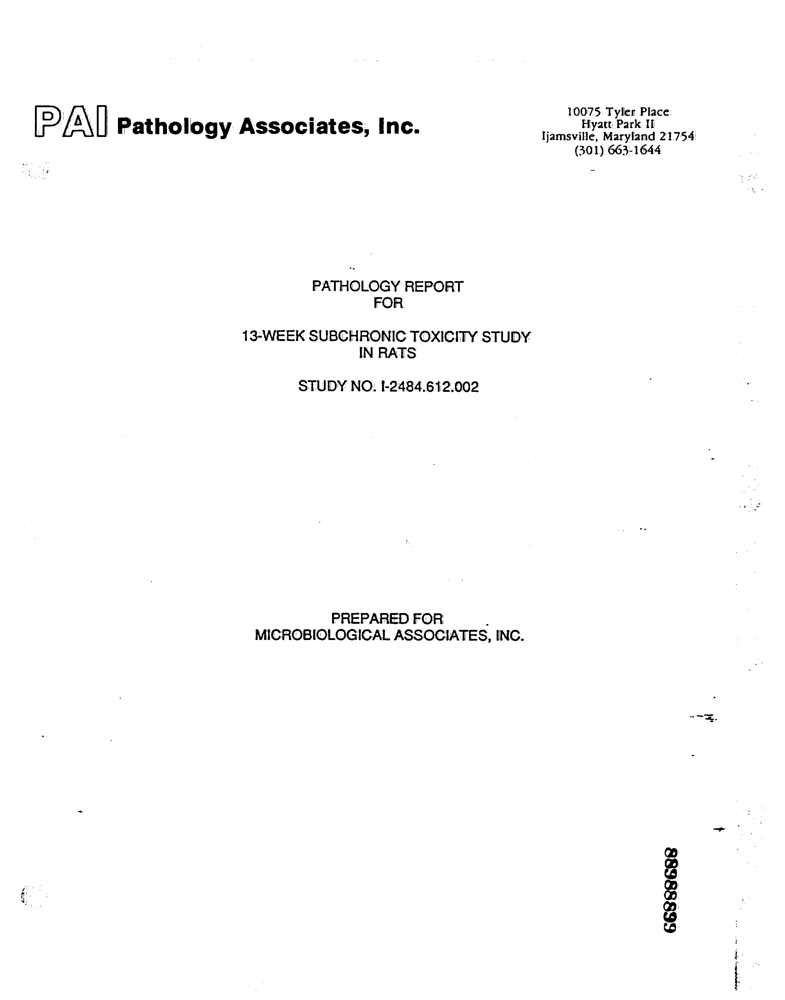 PAI Pathology Associates, Inc.
10075 Tyler Place
Hyatt Park II
Ijamsville, Maryland 21754
(301) 663-1644
PATHOLOGY REPORT
FOR
13-WEEK SUBCHRONIC TOXICITY STUDY
IN RATS
STUDY NO. I-2484.612.002
PREPARED FOR
MICROBIOLOGICAL ASSOCIATES, INC.
88988899